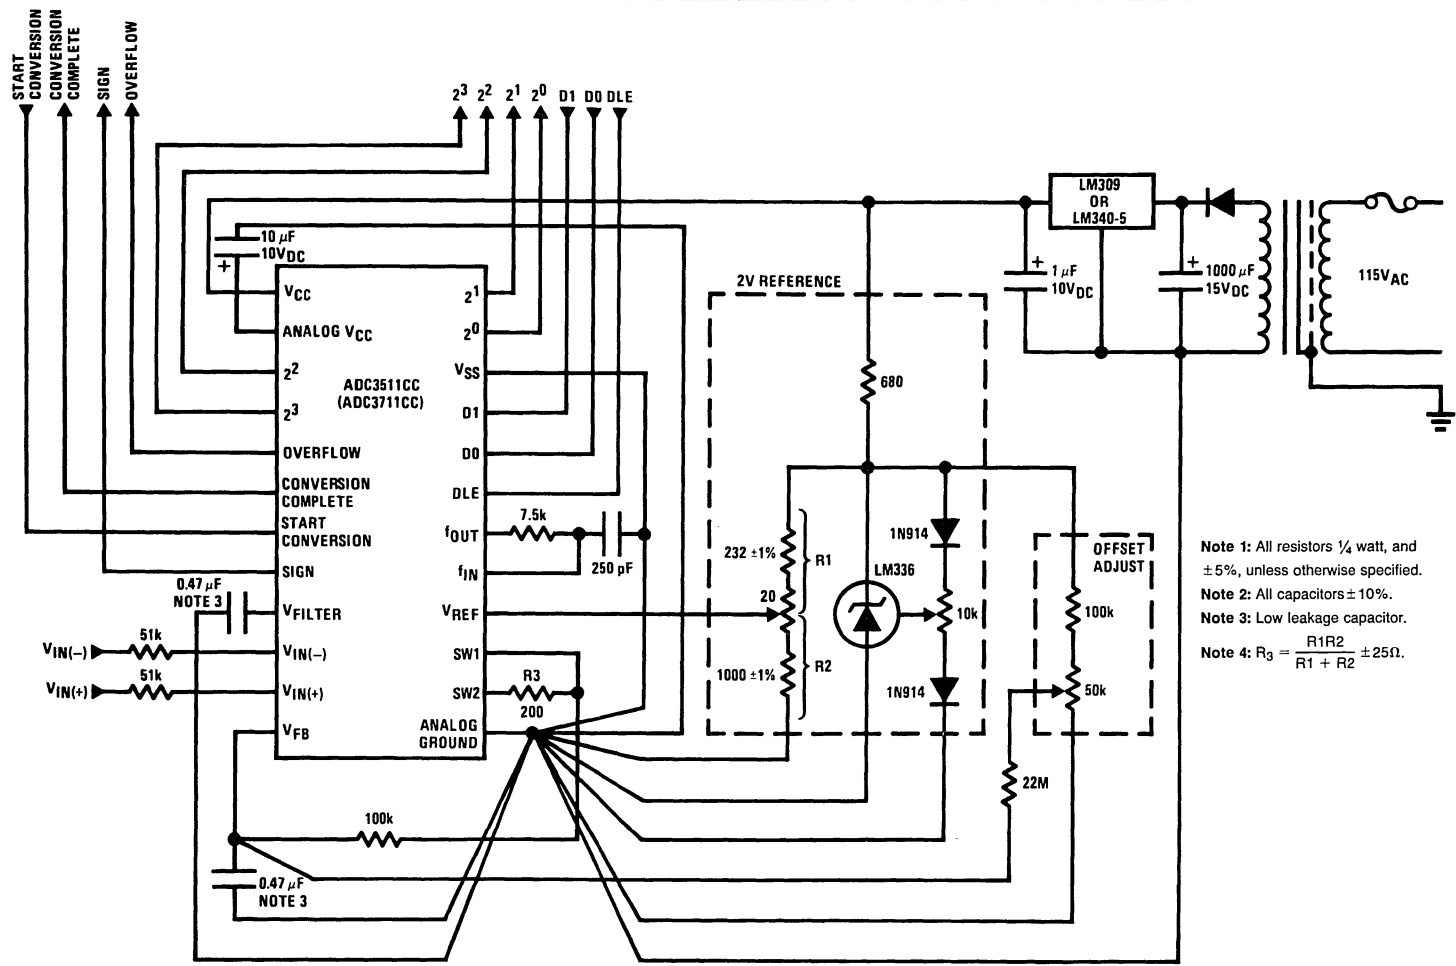 START
CONVERSION
CONVERSION
COMPLETE
SIGN
OVERFLOW
2³
2²
2¹
2⁰
D1
D0
DLE
10 µF
10VDC
+
VCC
ANALOG VCC
2²
2³
OVERFLOW
CONVERSION
COMPLETE
START
CONVERSION
SIGN
VFILTER
VIN(−)
VIN(+)
VFB
ADC3511CC
(ADC3711CC)
2¹
2⁰
VSS
D1
D0
DLE
fOUT
fIN
VREF
SW1
SW2
ANALOG
GROUND
0.47 µF
NOTE 3
VIN(−)
51k
VIN(+)
51k
7.5k
250 pF
R3
200
100k
0.47 µF
NOTE 3
2V REFERENCE
680
232 ±1%
R1
20
1000 ±1%
R2
LM336
1N914
10k
1N914
OFFSET
ADJUST
100k
50k
22M
LM309
OR
LM340-5
+
1 µF
10VDC
+
1000 µF
15VDC
115VAC
Note 1: All resistors ¼ watt, and
±5%, unless otherwise specified.
Note 2: All capacitors ±10%.
Note 3: Low leakage capacitor.
Note 4: R3 = R1R2 / R1 + R2 ±25Ω.